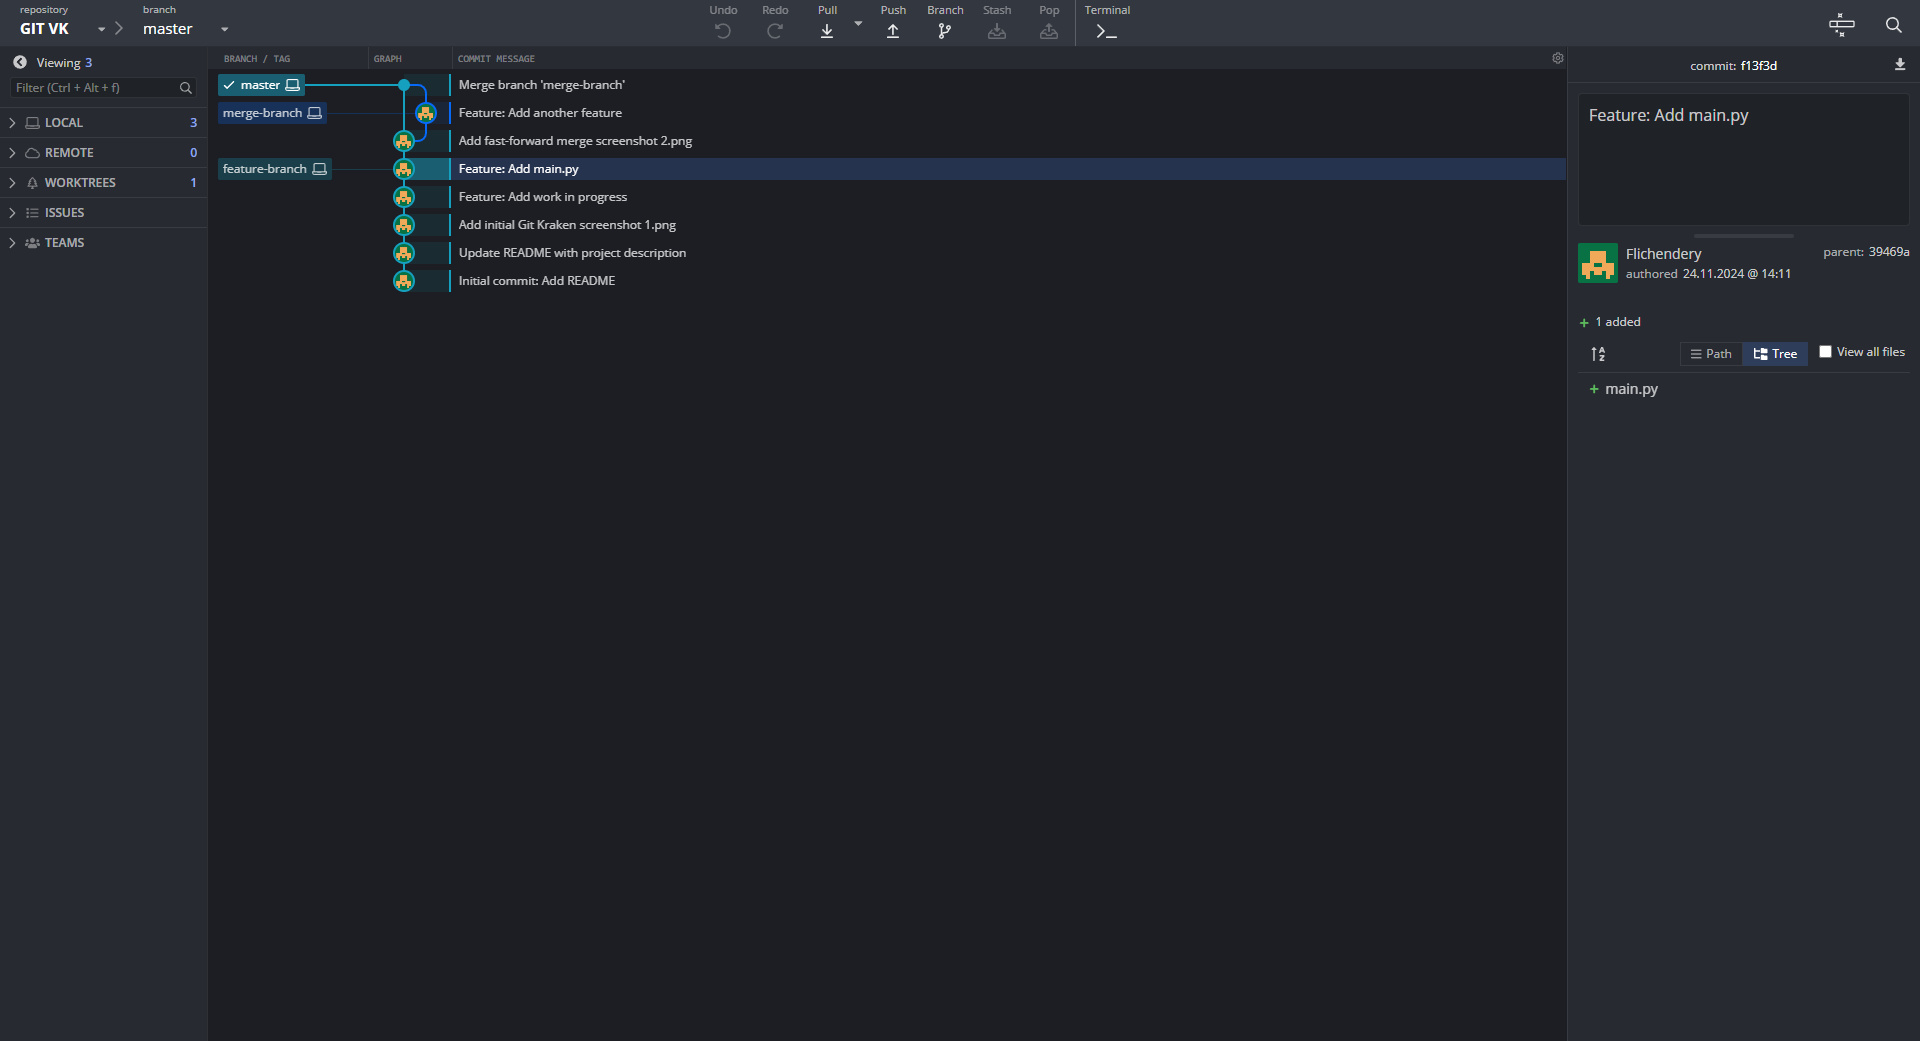 repository
GIT VK
branch
master
Undo
Redo
Pull
Push
Branch
Stash
Pop
Terminal
Viewing 3
Filter (Ctrl + Alt + f)
LOCAL 3
REMOTE 0
WORKTREES 1
ISSUES
TEAMS
BRANCH / TAG
GRAPH
COMMIT MESSAGE
master
Merge branch 'merge-branch'
merge-branch
Feature: Add another feature
Add fast-forward merge screenshot 2.png
feature-branch
Feature: Add main.py
Feature: Add work in progress
Add initial Git Kraken screenshot 1.png
Update README with project description
Initial commit: Add README
commit: f13f3d
Feature: Add main.py
Flichendery
authored 24.11.2024 @ 14:11
parent: 39469a
+ 1 added
A
Z
Path
Tree
View all files
+ main.py